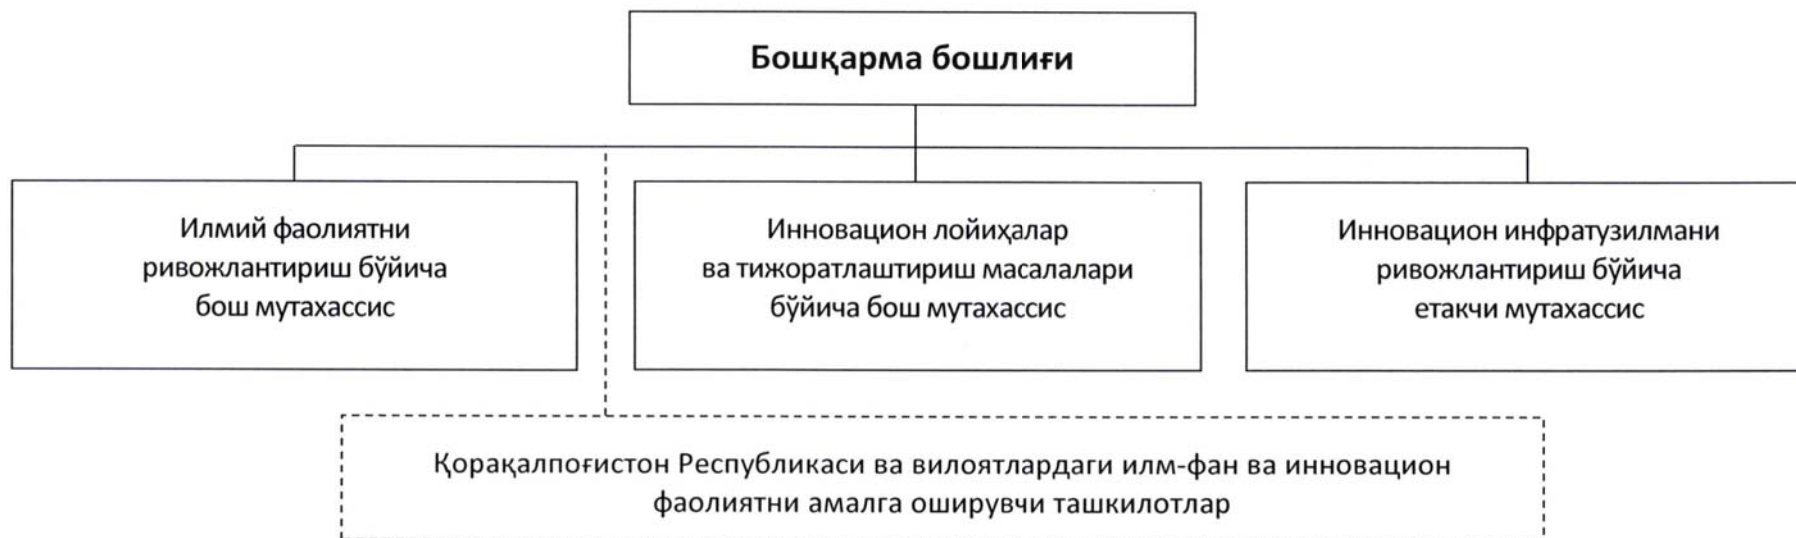 Бошқарма бошлиғи
Илмий фаолиятни
ривожлантириш бўйича
бош мутахассис
Инновацион лойиҳалар
ва тижоратлаштириш масалалари
бўйича бош мутахассис
Инновацион инфратузилмани
ривожлантириш бўйича
етакчи мутахассис
Қорақалпоғистон Республикаси ва вилоятлардаги илм-фан ва инновацион
фаолиятни амалга оширувчи ташкилотлар